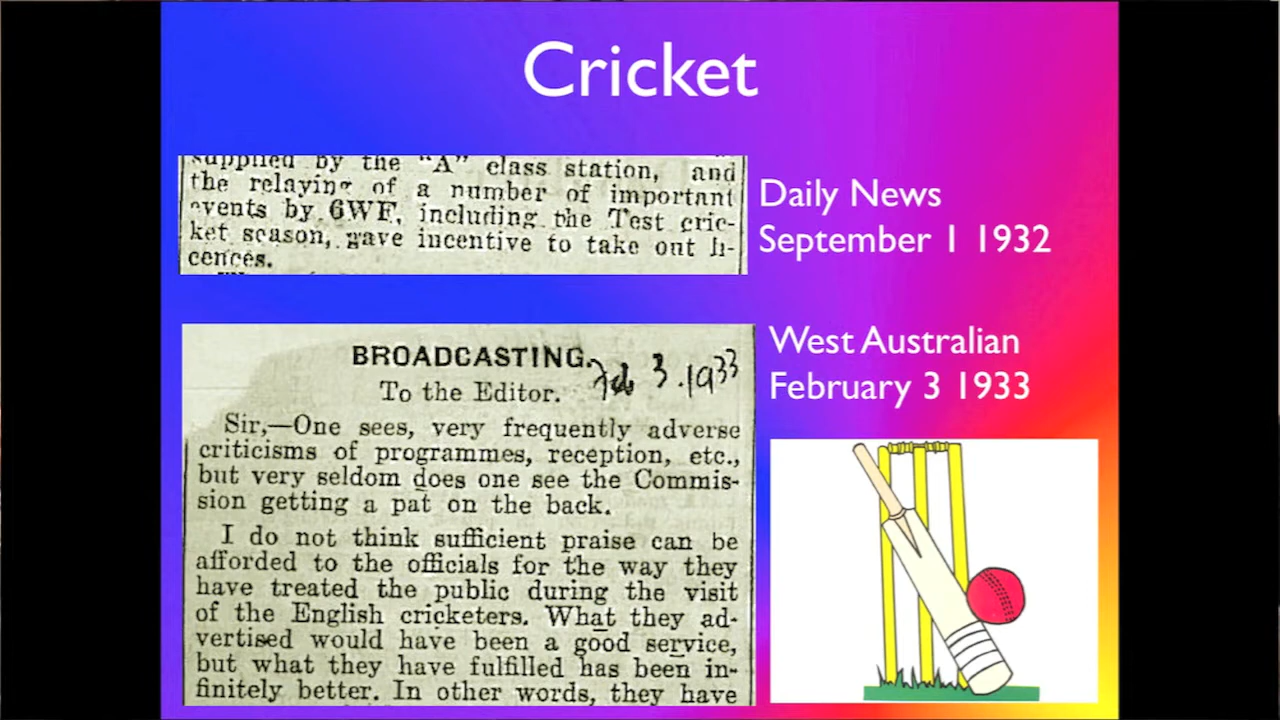 Cricket
supplied by the "A" class station, and
the relaying of a number of important
events by 6WF, including the Test cric-
ket season, gave incentive to take out li-
cences.
Daily News
September 1 1932
BROADCASTING.
Feb 3.1933
To the Editor.
Sir,—One sees, very frequently adverse
criticisms of programmes, reception, etc.,
but very seldom does one see the Commis-
sion getting a pat on the back.
I do not think sufficient praise can be
afforded to the officials for the way they
have treated the public during the visit
of the English cricketers. What they ad-
vertised would have been a good service,
but what they have fulfilled has been in-
finitely better. In other words, they have
West Australian
February 3 1933